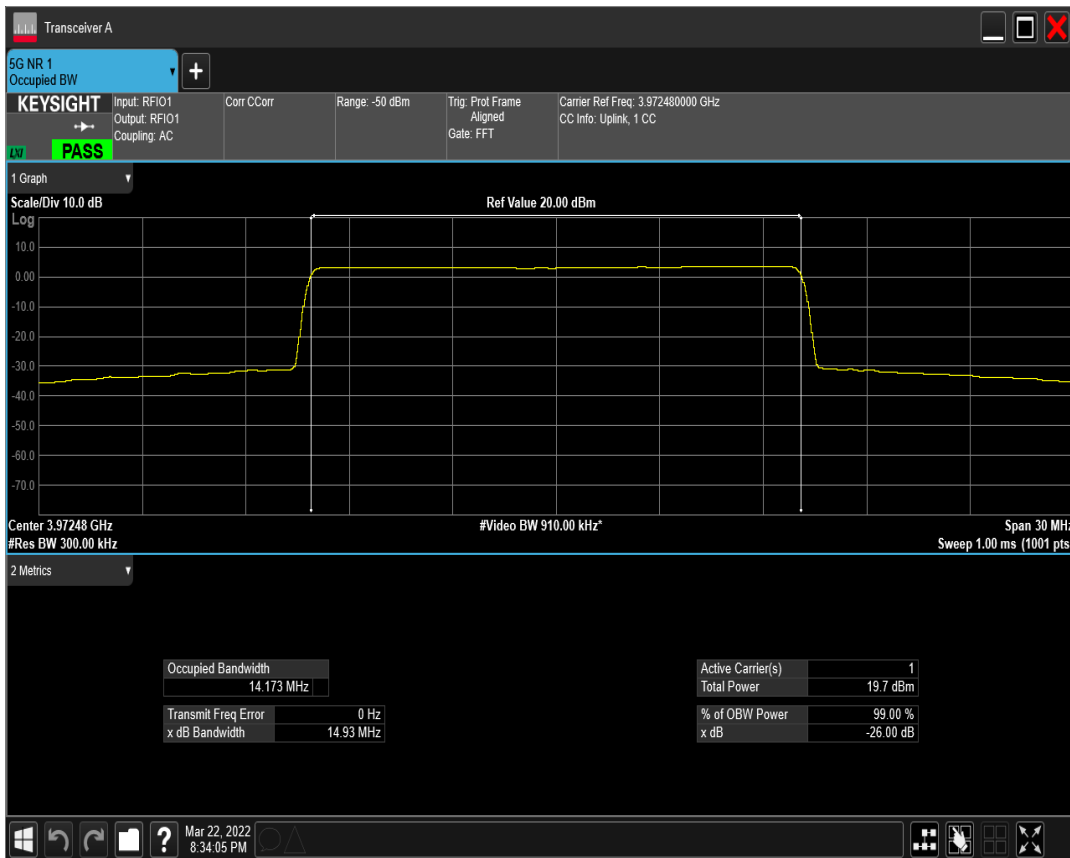 Transceiver A
5G NR 1
Occupied BW
KEYSIGHT
LXI
PASS
Input: RFIO1
Output: RFIO1
Coupling: AC
Corr CCorr
Range: -50 dBm
Trig: Prot Frame
Aligned
Gate: FFT
Carrier Ref Freq: 3.972480000 GHz
CC Info: Uplink, 1 CC
1 Graph
Scale/Div 10.0 dB
Ref Value 20.00 dBm
Log
10.0
0.00
-10.0
-20.0
-30.0
-40.0
-50.0
-60.0
-70.0
Center 3.97248 GHz
#Video BW 910.00 kHz*
Span 30 MHz
#Res BW 300.00 kHz
Sweep 1.00 ms (1001 pts
2 Metrics
Occupied Bandwidth
14.173 MHz
Transmit Freq Error 0 Hz
x dB Bandwidth 14.93 MHz
Active Carrier(s) 1
Total Power 19.7 dBm
% of OBW Power 99.00 %
x dB -26.00 dB
?
Mar 22, 2022
8:34:05 PM